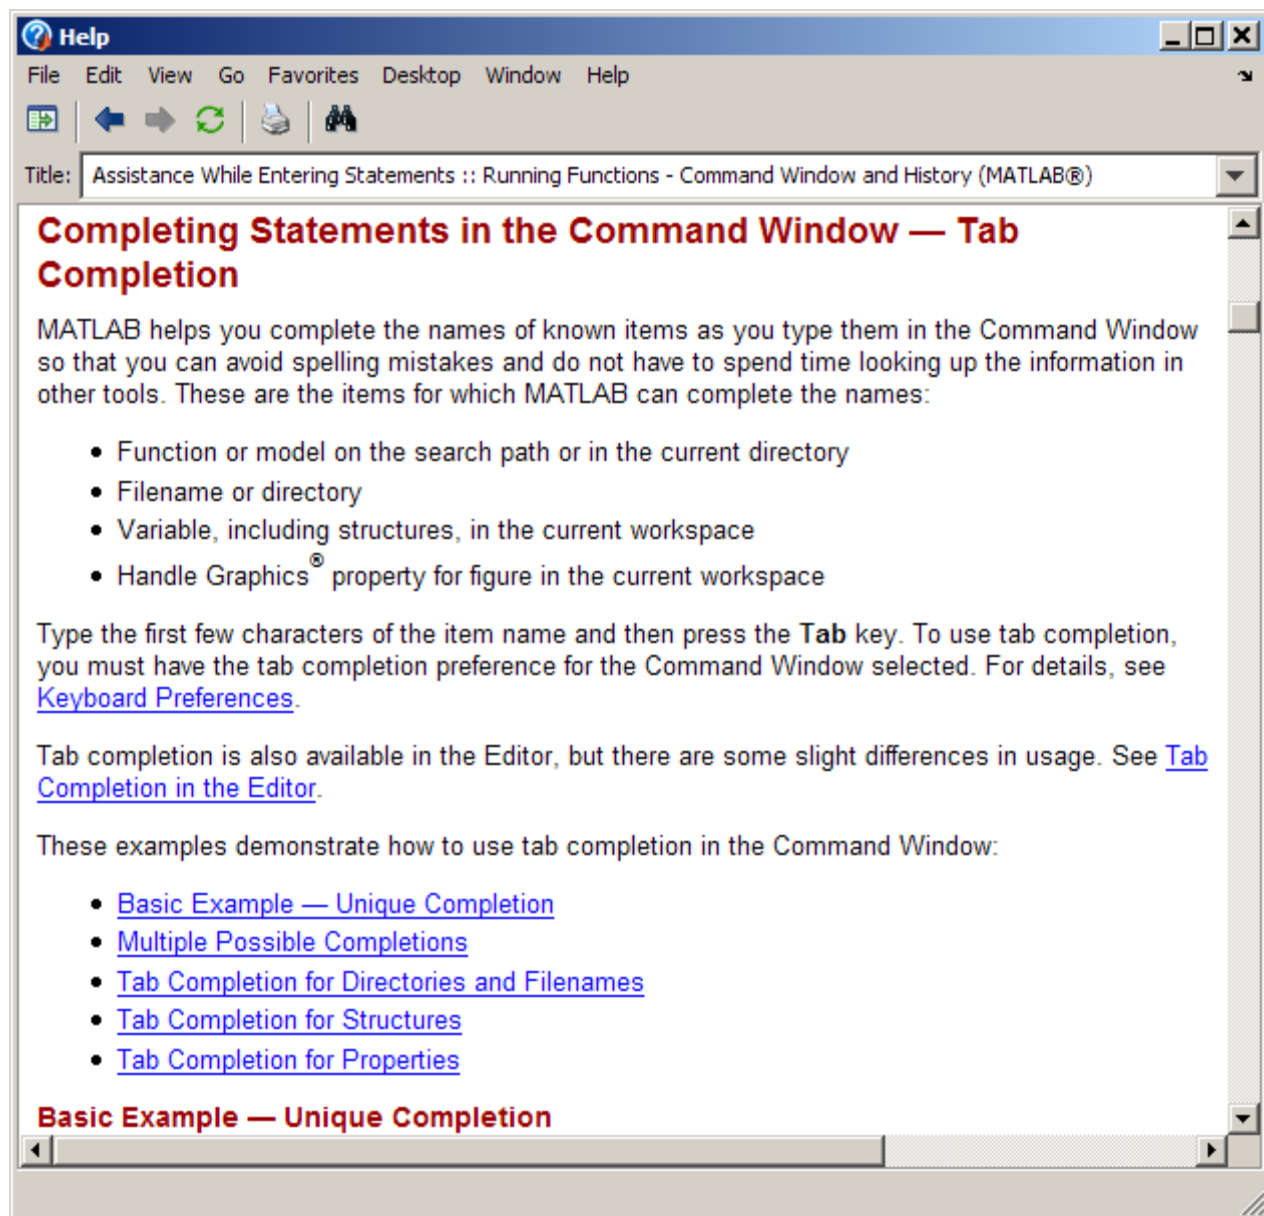 Help
File Edit View Go Favorites Desktop Window Help
Title: Assistance While Entering Statements :: Running Functions - Command Window and History (MATLAB®)
Completing Statements in the Command Window — Tab
Completion
MATLAB helps you complete the names of known items as you type them in the Command Window
so that you can avoid spelling mistakes and do not have to spend time looking up the information in
other tools. These are the items for which MATLAB can complete the names:
• Function or model on the search path or in the current directory
• Filename or directory
• Variable, including structures, in the current workspace
• Handle Graphics® property for figure in the current workspace
Type the first few characters of the item name and then press the Tab key. To use tab completion,
you must have the tab completion preference for the Command Window selected. For details, see
Keyboard Preferences.
Tab completion is also available in the Editor, but there are some slight differences in usage. See Tab
Completion in the Editor.
These examples demonstrate how to use tab completion in the Command Window:
• Basic Example — Unique Completion
• Multiple Possible Completions
• Tab Completion for Directories and Filenames
• Tab Completion for Structures
• Tab Completion for Properties
Basic Example — Unique Completion